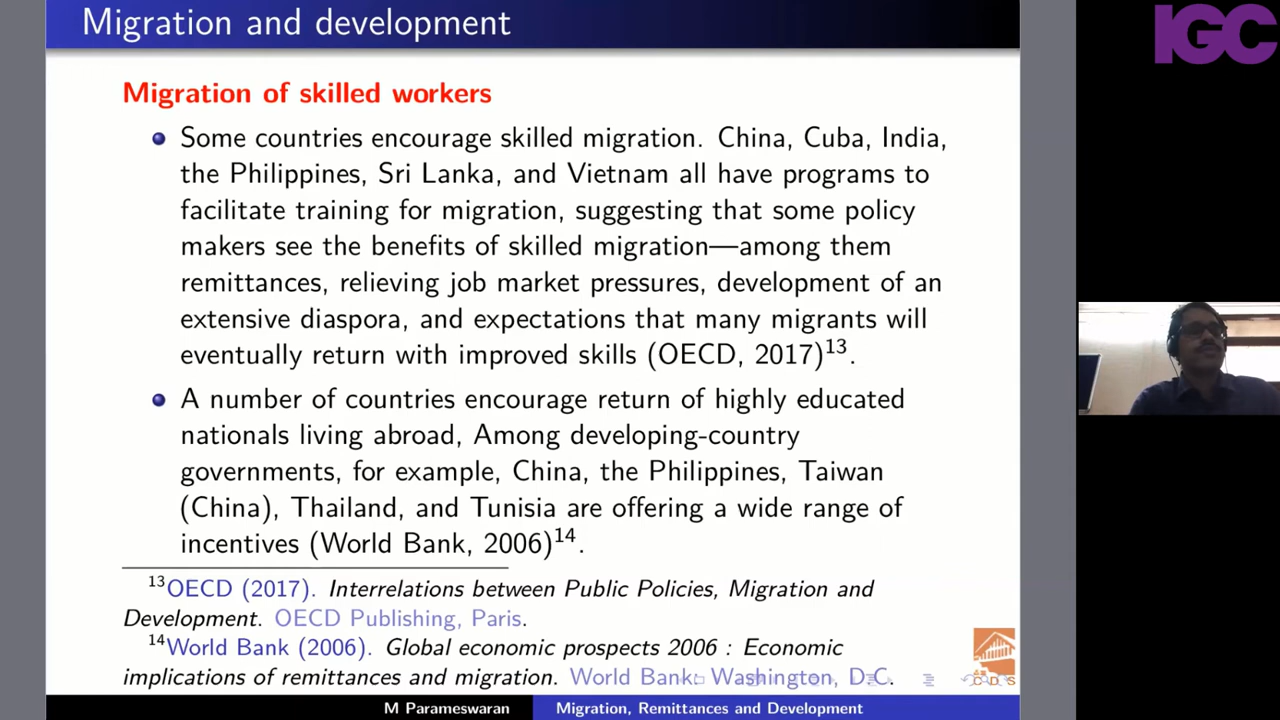 Migration and development
IGC
Migration of skilled workers
Some countries encourage skilled migration. China, Cuba, India,
the Philippines, Sri Lanka, and Vietnam all have programs to
facilitate training for migration, suggesting that some policy
makers see the benefits of skilled migration—among them
remittances, relieving job market pressures, development of an
extensive diaspora, and expectations that many migrants will
eventually return with improved skills (OECD, 2017)13.
A number of countries encourage return of highly educated
nationals living abroad, Among developing-country
governments, for example, China, the Philippines, Taiwan
(China), Thailand, and Tunisia are offering a wide range of
incentives (World Bank, 2006)14.
13OECD (2017). Interrelations between Public Policies, Migration and
Development. OECD Publishing, Paris.
14World Bank (2006). Global economic prospects 2006 : Economic
implications of remittances and migration. World Bank: Washington, D.C.
CDS
M Parameswaran
Migration, Remittances and Development